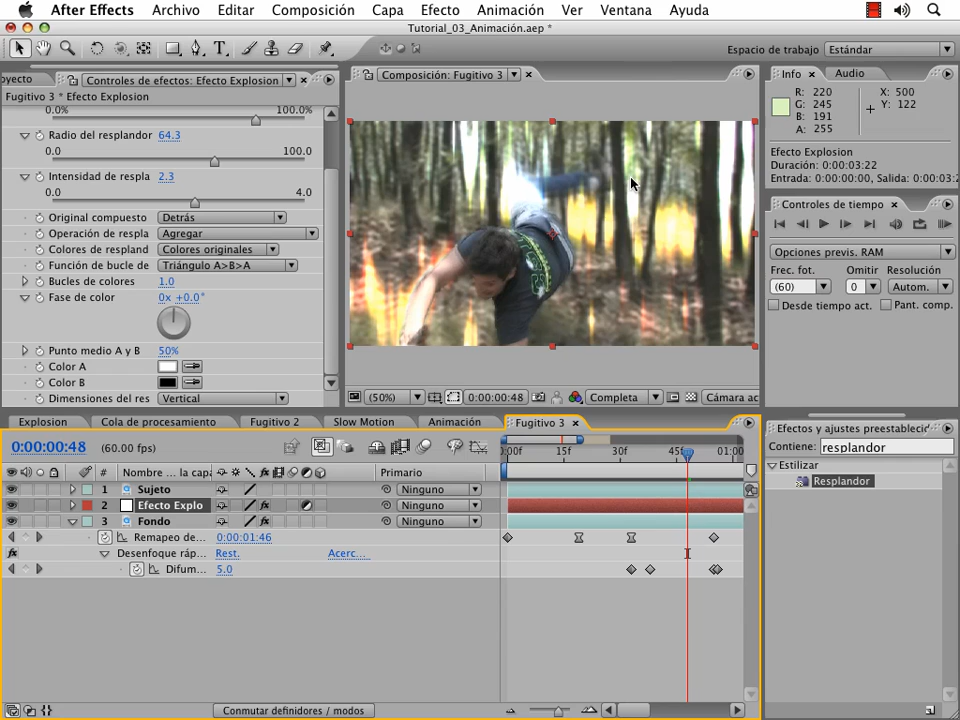 After Effects Archivo Editar Composición Capa Efecto Animación Ver Ventana Ayuda
Tutorial_03_Animación.aep *
Espacio de trabajo Estándar
oyecto Controles de efectos: Efecto Explosion
Fugitivo 3 * Efecto Explosion
0.0% 100.0%
Radio del resplandor 64.3
0.0 100.0
Intensidad de respla 2.3
0.0 4.0
Original compuesto Detrás
Operación de respla Agregar
Colores de respland Colores originales
Función de bucle de Triángulo A>B>A
Bucles de colores 1.0
Fase de color 0x +0.0°
Punto medio A y B 50%
Color A
Color B
Dimensiones del res Vertical
Composición: Fugitivo 3
(50%) 0:00:00:48 Completa Cámara ac
Info Audio
R: 220 X: 500
G: 245 Y: 122
B: 191
A: 255
Efecto Explosion
Duración: 0:00:03:22
Entrada: 0:00:00:00, Salida: 0:00:03:2
Controles de tiempo
Opciones previs. RAM
Frec. fot. Omitir Resolución
(60) 0 Autom.
Desde tiempo act. Pant. comp.
Explosion Cola de procesamiento Fugitivo 2 Slow Motion Animación Fugitivo 3
0:00:00:48 (60.00 fps)
0:00f 15f 30f 45f 01:00
# Nombre ... la capa Primario
1 Sujeto Ninguno
2 Efecto Explo Ninguno
3 Fondo Ninguno
Remapeo de... 0:00:01:46
Desenfoque ráp... Rest. Acerc...
Difum... 5.0
Conmutar definidores / modos
Efectos y ajustes preestablecid
Contiene: resplandor
Estilizar
Resplandor